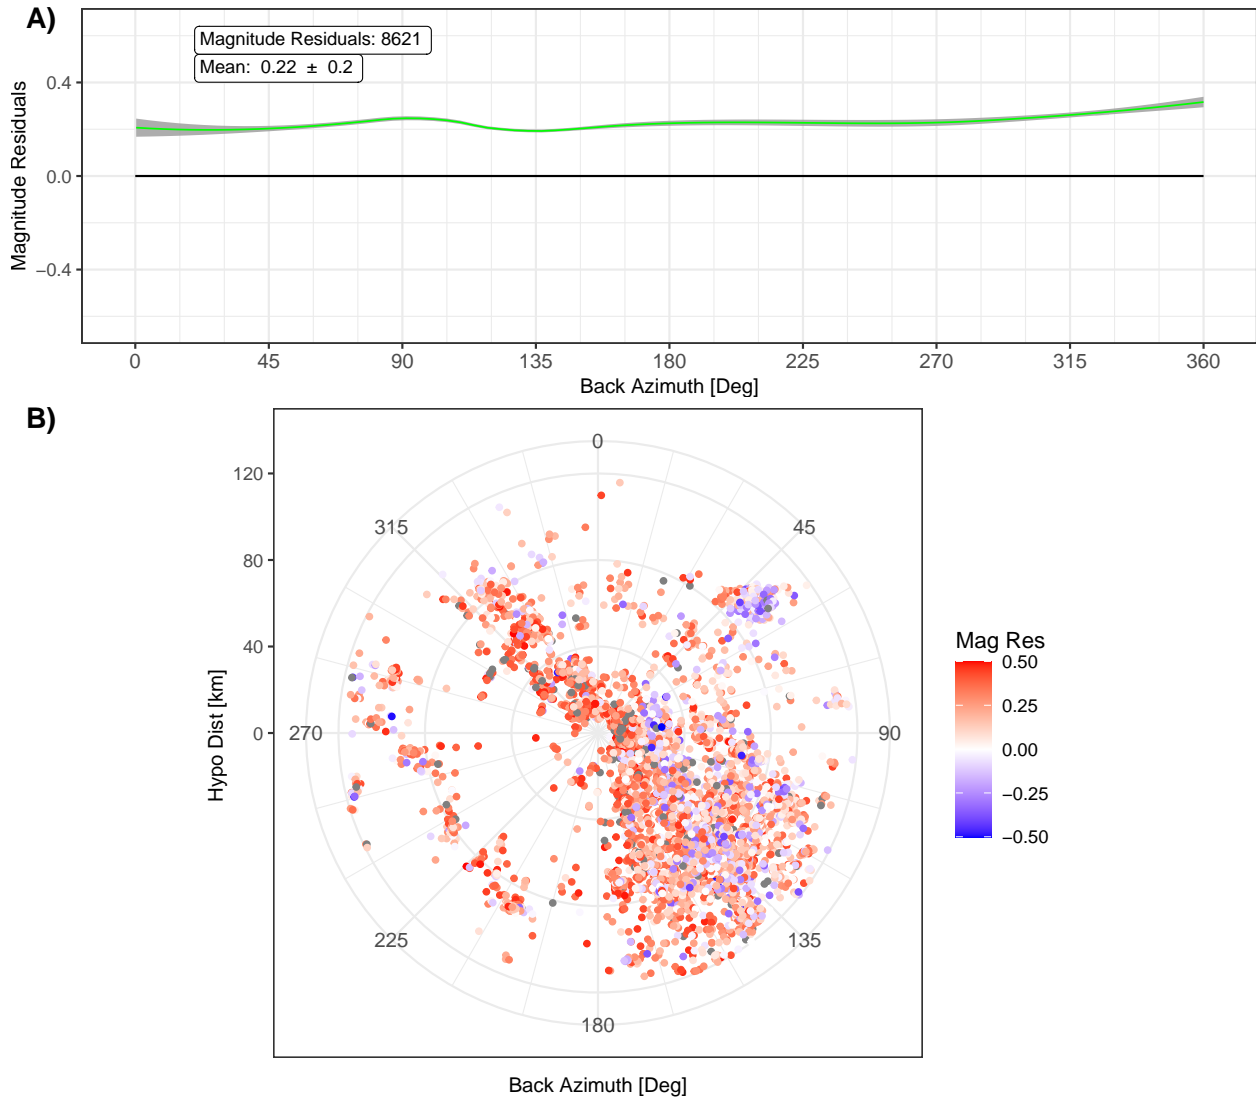 A)
Magnitude Residuals: 8621
Mean:  0.22  ±  0.2
Magnitude Residuals
0.4
0.0
−0.4
0 45 90 135 180 225 270 315 360
Back Azimuth [Deg]
B)
Hypo Dist [km]
120
80
40
0
0
45
90
135
180
225
270
315
Back Azimuth [Deg]
Mag Res
0.50
0.25
0.00
−0.25
−0.50